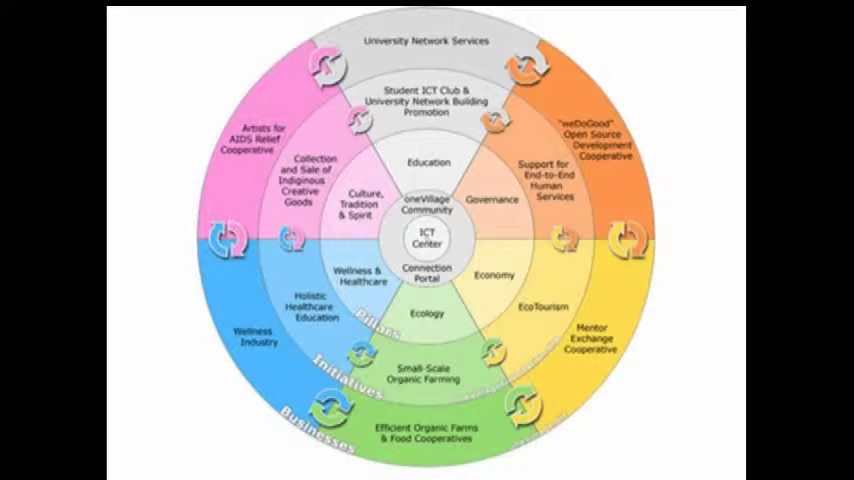 University Network Services
Student ICT Club &
University Network Building
Promotion
Education
Artists for
AIDS Relief
Cooperative
Collection
and Sale of
Indiginous
Creative
Goods
Culture,
Tradition
& Spirit
oneVillage
Community
ICT
Center
Connection
Portal
Governance
Support for
End-to-End
Human
Services
"weDoGood"
Open Source
Development
Cooperative
Wellness &
Healthcare
Holistic
Healthcare
Education
Wellness
Industry
Economy
EcoTourism
Mentor
Exchange
Cooperative
Ecology
Small-Scale
Organic Farming
Efficient Organic Farms
& Food Cooperatives
Pillars
Initiatives
Businesses